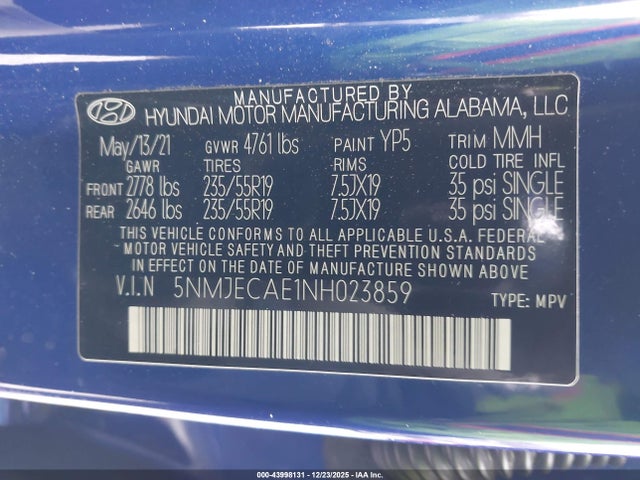 MANUFACTURED BY
HYUNDAI MOTOR MANUFACTURING ALABAMA, LLC
May/13/21 GVWR 4761 lbs PAINT YP5 TRIM MMH
GAWR TIRES RIMS COLD TIRE INFL
FRONT 2778 lbs 235/55R19 7.5JX19 35 psi SINGLE
REAR 2646 lbs 235/55R19 7.5JX19 35 psi SINGLE
THIS VEHICLE CONFORMS TO ALL APPLICABLE U.S.A. FEDERAL
MOTOR VEHICLE SAFETY AND THEFT PREVENTION STANDARDS
IN EFFECT ON THE DATE OF MANUFACTURE SHOWN ABOVE.
V.I.N 5NMJECAE1NH023859 TYPE: MPV
000-43998131 - 12/23/2025 - IAA Inc.